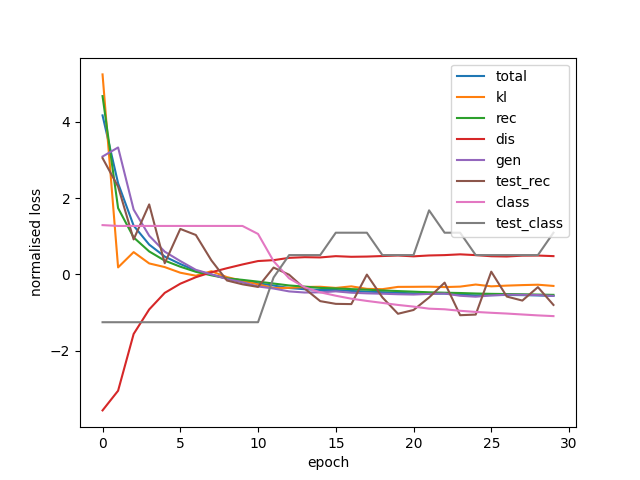 total
kl
rec
dis
gen
test_rec
class
test_class
4
2
0
−2
normalised loss
0 5 10 15 20 25 30
epoch